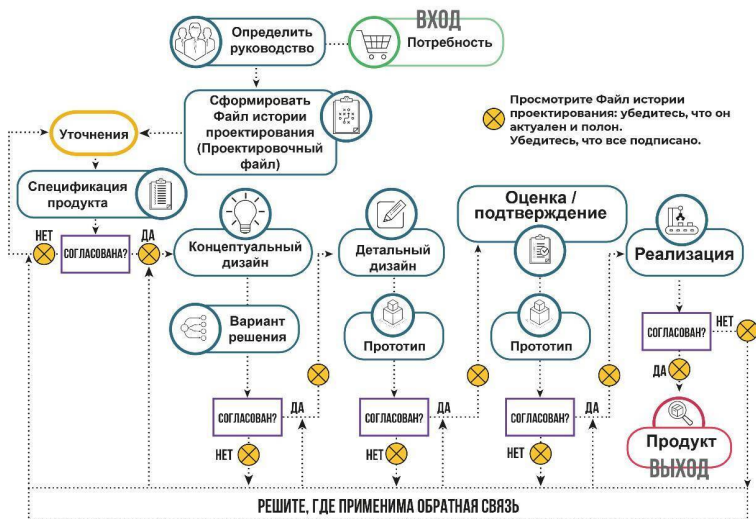 ВХОД
Определить
руководство
Потребность
Сформировать
Файл истории
проектирования
(Проектировочный
файл)
Просмотрите Файл истории
проектирования: убедитесь, что он
актуален и полон.
Убедитесь, что все подписано.
Уточнения
Спецификация
продукта
НЕТ
СОГЛАСОВАНА?
ДА
Концептуальный
дизайн
Детальный
дизайн
Оценка /
подтверждение
Реализация
Вариант
решения
Прототип
Прототип
СОГЛАСОВАН?
НЕТ
ДА
СОГЛАСОВАН?
ДА
НЕТ
СОГЛАСОВАН?
ДА
НЕТ
СОГЛАСОВАН?
ДА
НЕТ
Продукт
ВЫХОД
РЕШИТЕ, ГДЕ ПРИМЕНИМА ОБРАТНАЯ СВЯЗЬ